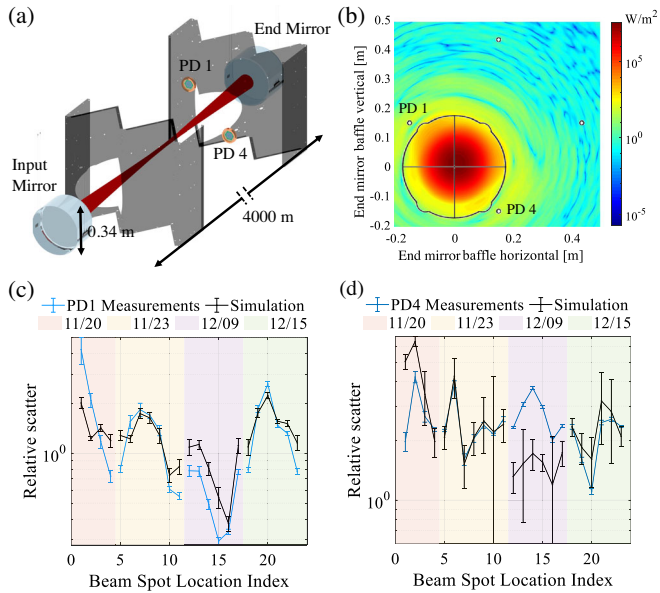 (a)
End Mirror
PD 1
PD 4
Input
Mirror
0.34 m
4000 m
(b)
W/m²
End mirror baffle vertical [m]
0.5
0.4
0.3
0.2
0.1
0
-0.1
-0.2
PD 1
PD 4
-0.2
0
0.2
0.4
End mirror baffle horizontal [m]
10⁵
10⁰
10⁻⁵
(c)
PD1 Measurements
Simulation
11/20
11/23
12/09
12/15
Relative scatter
10⁰
0
5
10
15
20
Beam Spot Location Index
(d)
PD4 Measurements
Simulation
11/20
11/23
12/09
12/15
Relative scatter
10⁰
0
5
10
15
20
Beam Spot Location Index